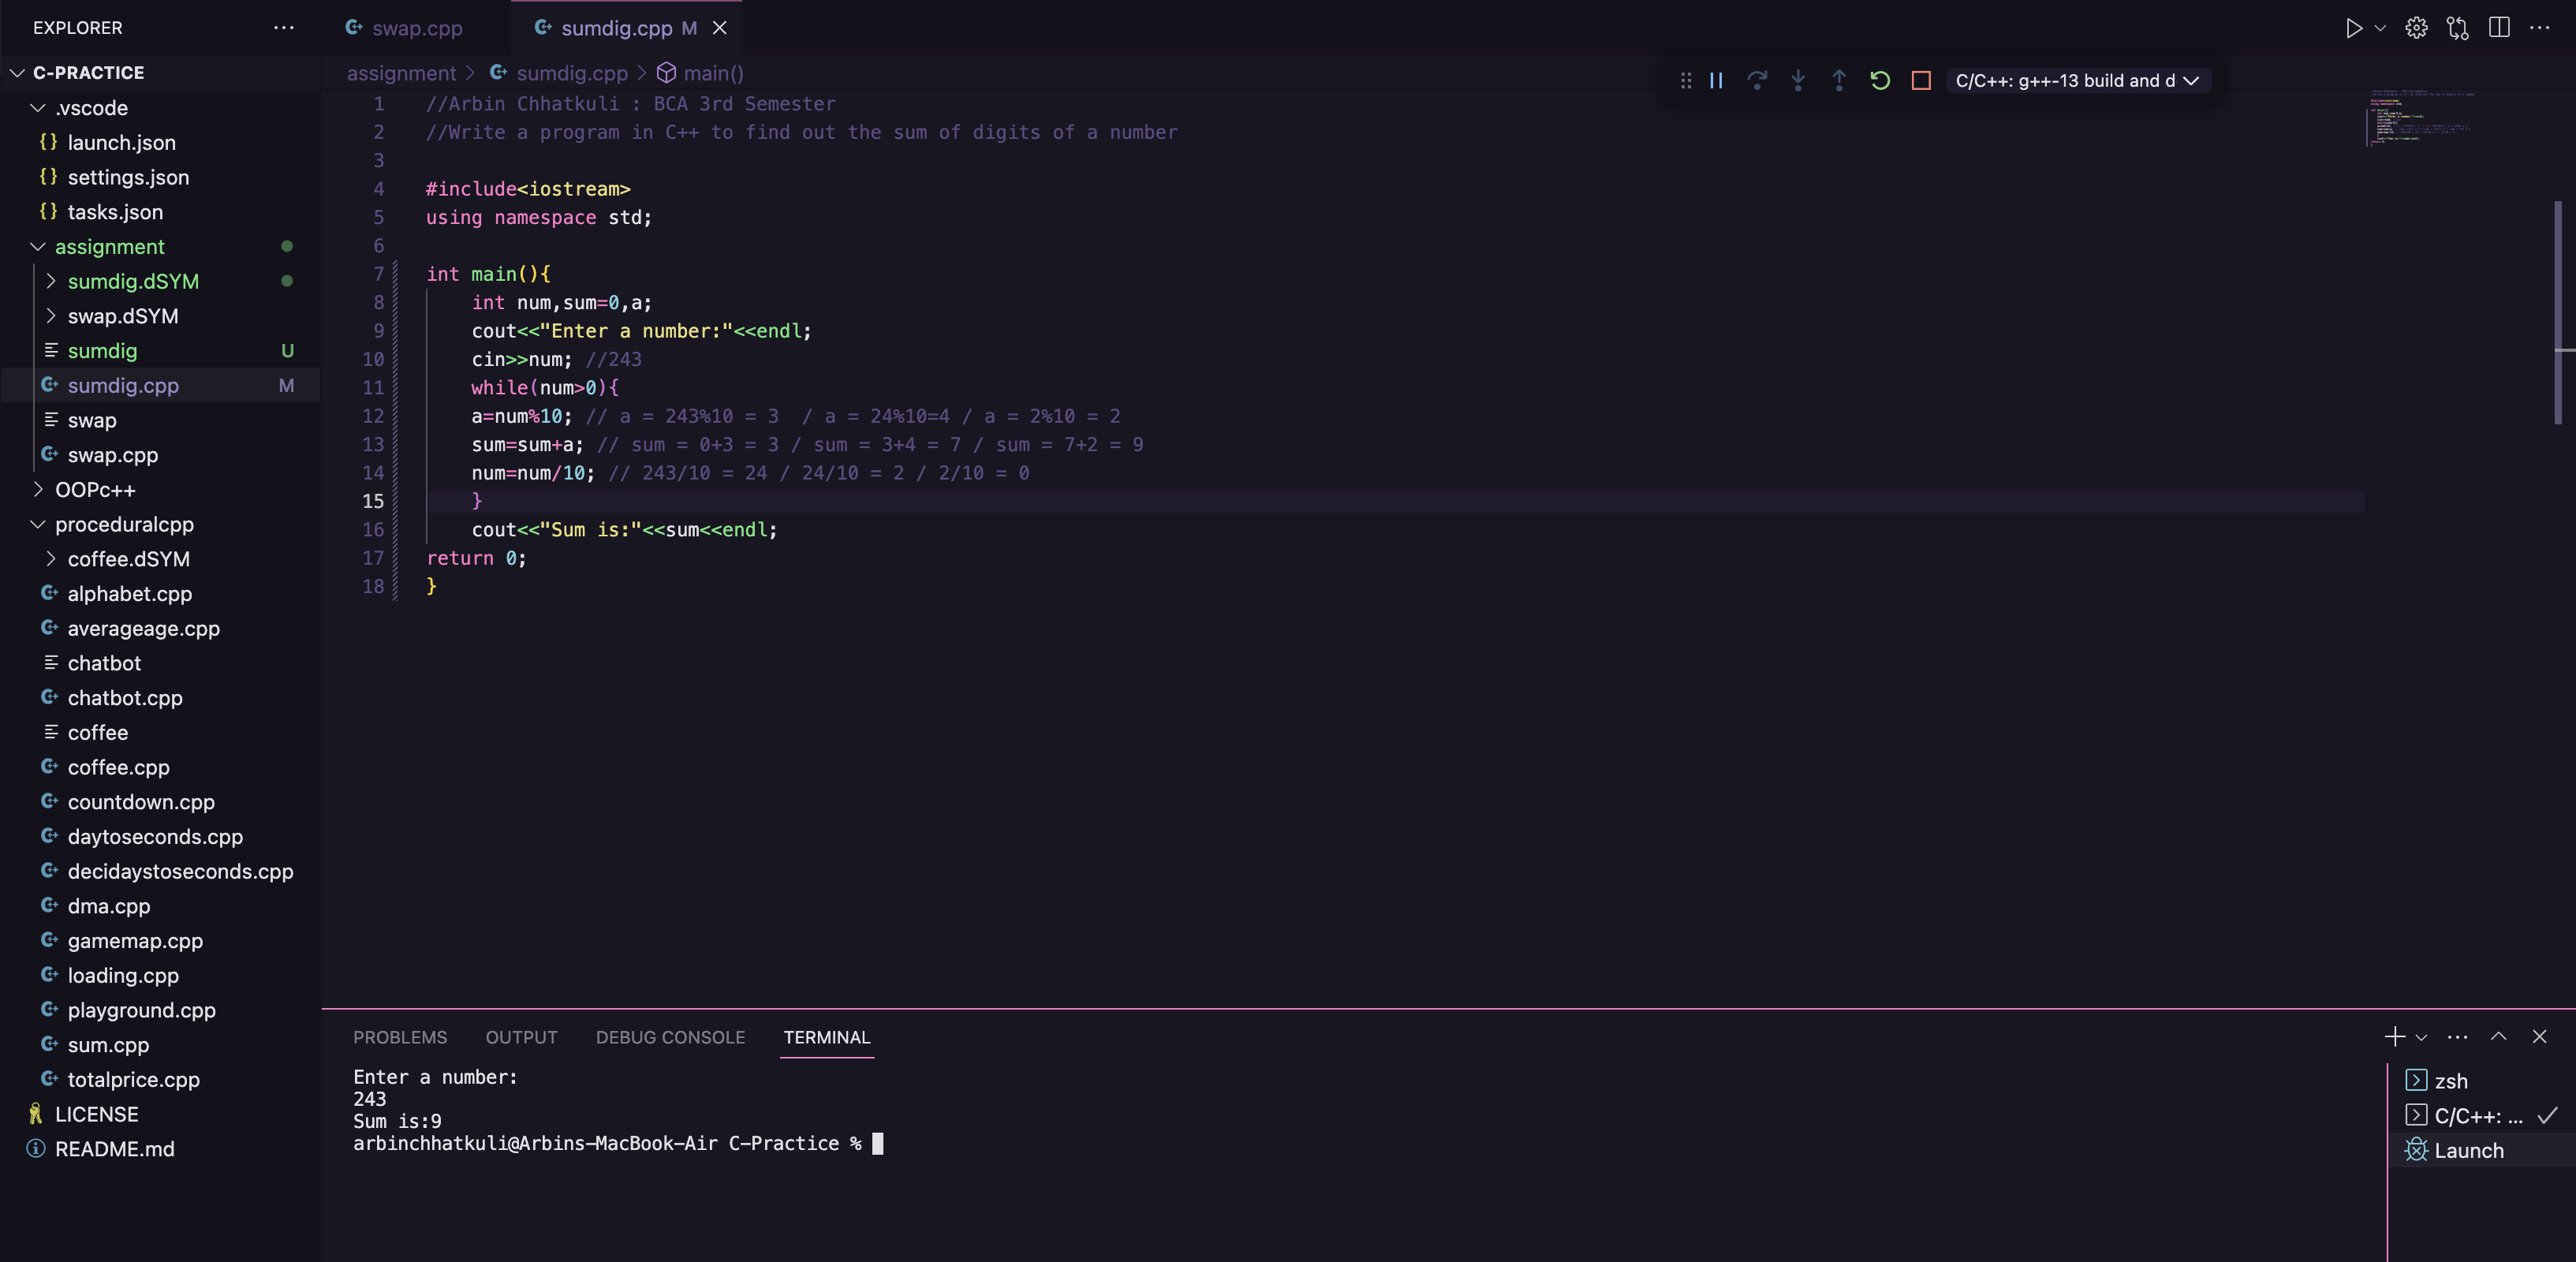 EXPLORER
C-PRACTICE
.vscode
launch.json
settings.json
tasks.json
assignment
sumdig.dSYM
swap.dSYM
sumdig U
sumdig.cpp M
swap
swap.cpp
OOPc++
proceduralcpp
coffee.dSYM
alphabet.cpp
averageage.cpp
chatbot
chatbot.cpp
coffee
coffee.cpp
countdown.cpp
daytoseconds.cpp
decidaystoseconds.cpp
dma.cpp
gamemap.cpp
loading.cpp
playground.cpp
sum.cpp
totalprice.cpp
LICENSE
README.md
swap.cpp
sumdig.cpp M
assignment > sumdig.cpp > main()
C/C++: g++-13 build and d
1 //Arbin Chhatkuli : BCA 3rd Semester
2 //Write a program in C++ to find out the sum of digits of a number
3
4 #include<iostream>
5 using namespace std;
6
7 int main(){
8 int num,sum=0,a;
9 cout<<"Enter a number:"<<endl;
10 cin>>num; //243
11 while(num>0){
12 a=num%10; // a = 243%10 = 3  / a = 24%10=4 / a = 2%10 = 2
13 sum=sum+a; // sum = 0+3 = 3 / sum = 3+4 = 7 / sum = 7+2 = 9
14 num=num/10; // 243/10 = 24 / 24/10 = 2 / 2/10 = 0
15 }
16 cout<<"Sum is:"<<sum<<endl;
17 return 0;
18 }
PROBLEMS OUTPUT DEBUG CONSOLE TERMINAL
Enter a number:
243
Sum is:9
arbinchhatkuli@Arbins-MacBook-Air C-Practice %
zsh
C/C++: ...
Launch